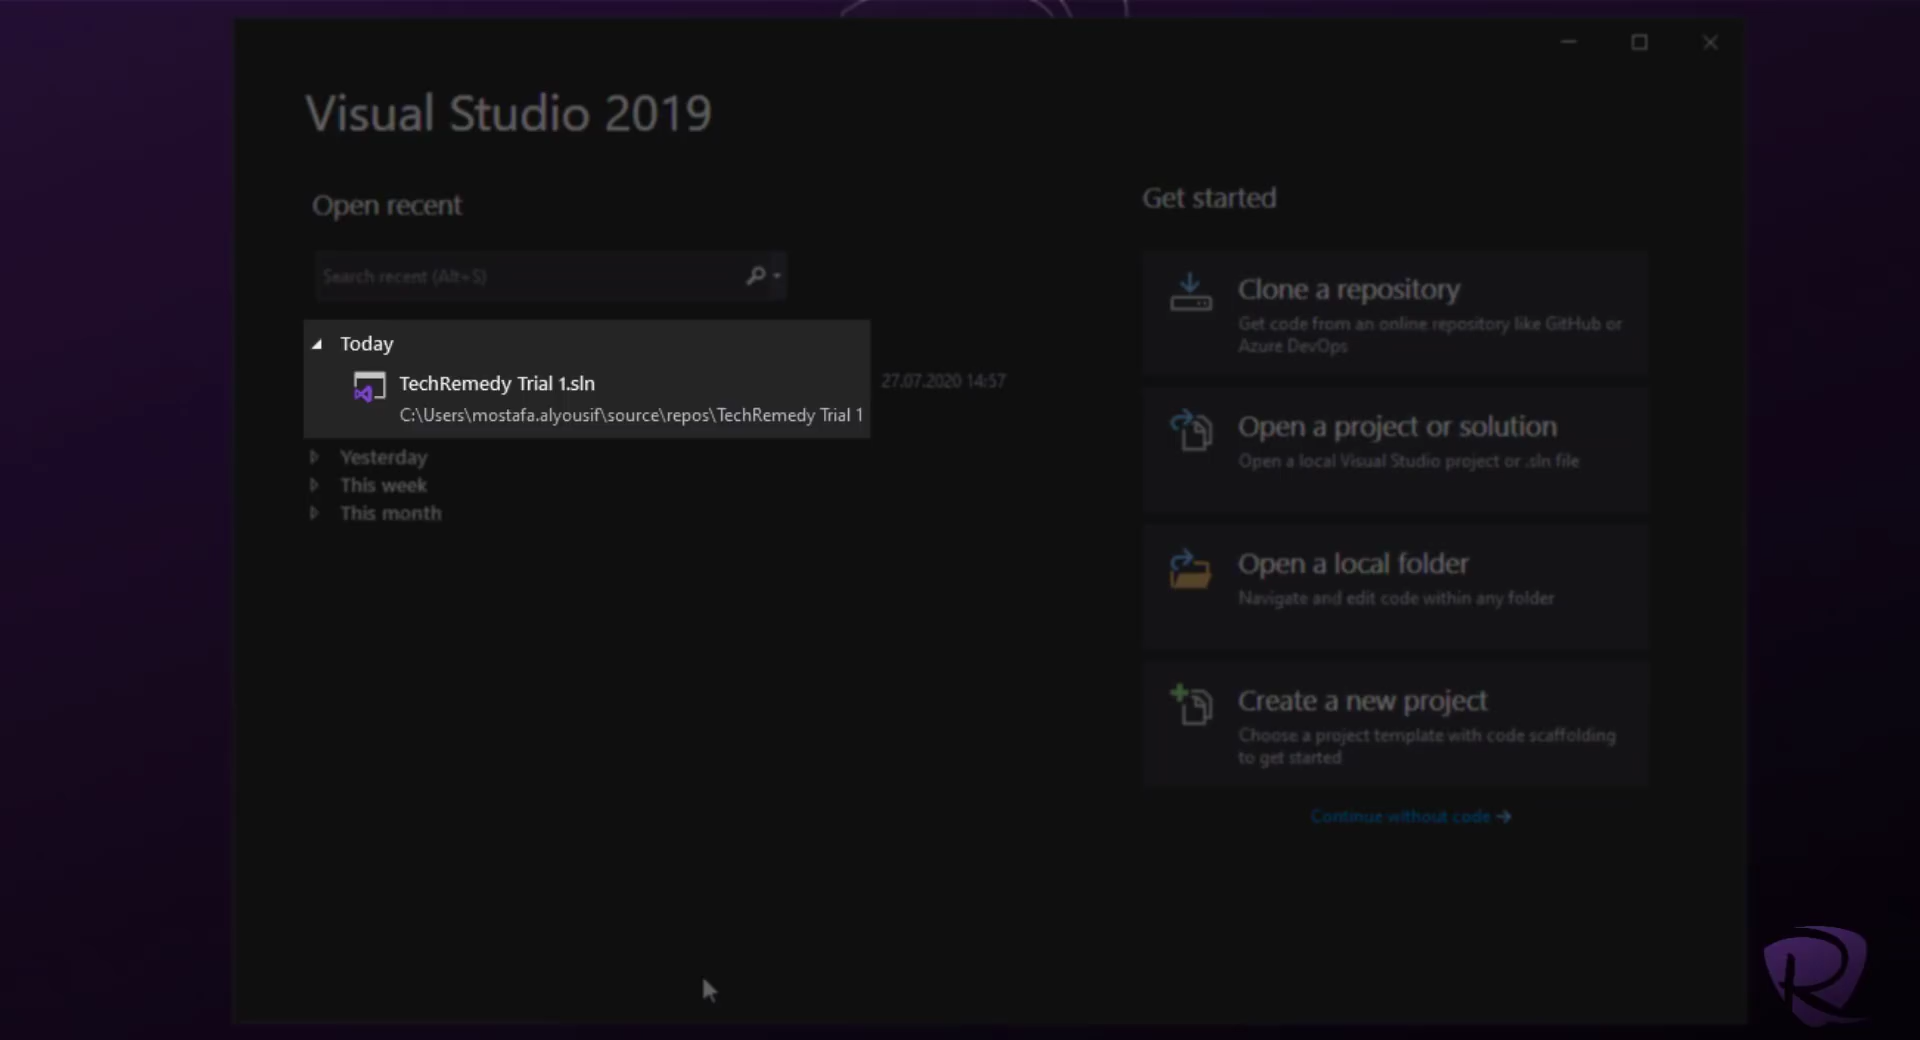 Visual Studio 2019
Open recent
Search recent (Alt+S)
Today
TechRemedy Trial 1.sln
27.07.2020 14:57
C:\Users\mostafa.alyousif\source\repos\TechRemedy Trial 1
Yesterday
This week
This month
Get started
Clone a repository
Get code from an online repository like GitHub or
Azure DevOps
Open a project or solution
Open a local Visual Studio project or .sln file
Open a local folder
Navigate and edit code within any folder
Create a new project
Choose a project template with code scaffolding
to get started
Continue without code →
R